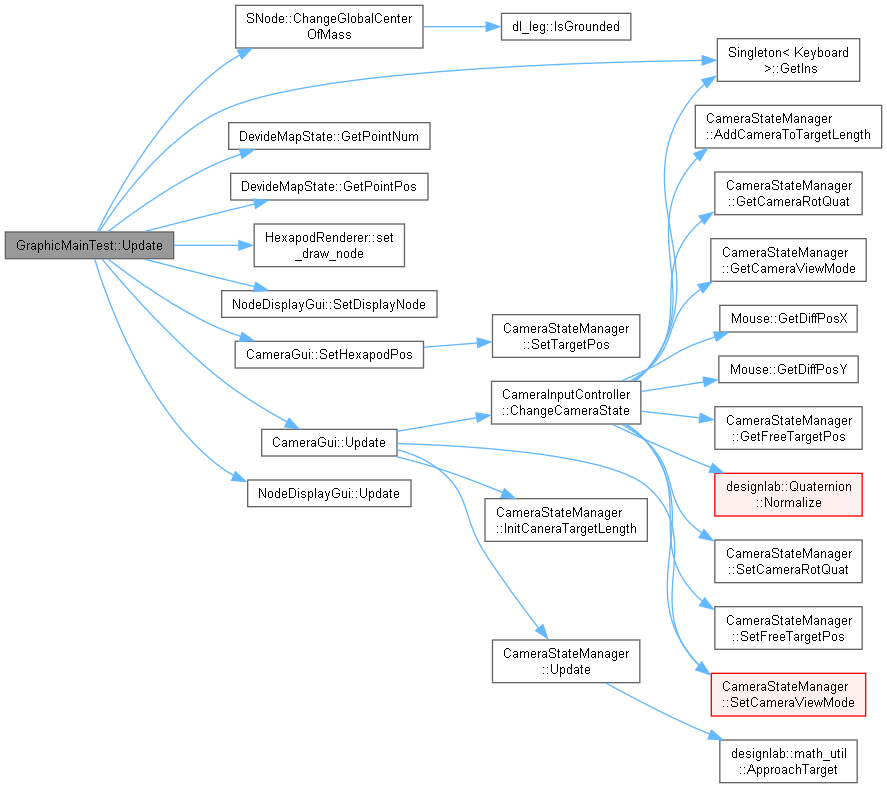 GraphicMainTest::Update
SNode::ChangeGlobalCenter
OfMass
dl_leg::IsGrounded
Singleton< Keyboard
>::GetIns
DevideMapState::GetPointNum
DevideMapState::GetPointPos
HexapodRenderer::set
_draw_node
NodeDisplayGui::SetDisplayNode
CameraGui::SetHexapodPos
CameraStateManager
::SetTargetPos
CameraGui::Update
NodeDisplayGui::Update
CameraInputController
::ChangeCameraState
CameraStateManager
::InitCaneraTargetLength
CameraStateManager
::Update
CameraStateManager
::AddCameraToTargetLength
CameraStateManager
::GetCameraRotQuat
CameraStateManager
::GetCameraViewMode
Mouse::GetDiffPosX
Mouse::GetDiffPosY
CameraStateManager
::GetFreeTargetPos
designlab::Quaternion
::Normalize
CameraStateManager
::SetCameraRotQuat
CameraStateManager
::SetFreeTargetPos
CameraStateManager
::SetCameraViewMode
designlab::math_util
::ApproachTarget